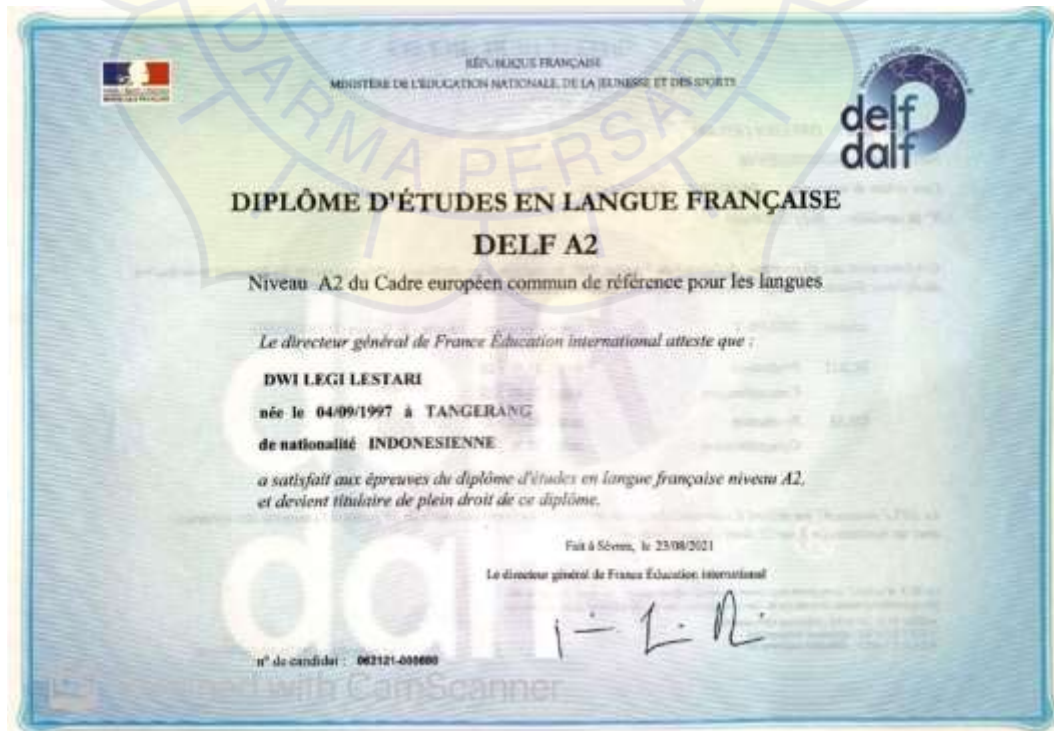 DARMA PERSADA
RÉPUBLIQUE FRANÇAISE
MINISTÈRE DE L'ÉDUCATION NATIONALE, DE LA JEUNESSE ET DES SPORTS
delf
dalf
DIPLÔME D'ÉTUDES EN LANGUE FRANÇAISE
DELF A2
Niveau A2 du Cadre européen commun de référence pour les langues
Le directeur général de France Éducation international atteste que :
DWI LEGI LESTARI
née le 04/09/1997 à TANGERANG
de nationalité INDONESIENNE
a satisfait aux épreuves du diplôme d'études en langue française niveau A2,
et devient titulaire de plein droit de ce diplôme.
Fait à Sèvres, le 23/08/2021
Le directeur général de France Éducation international
n° de candidat : 062121-
Scanned with CamScanner